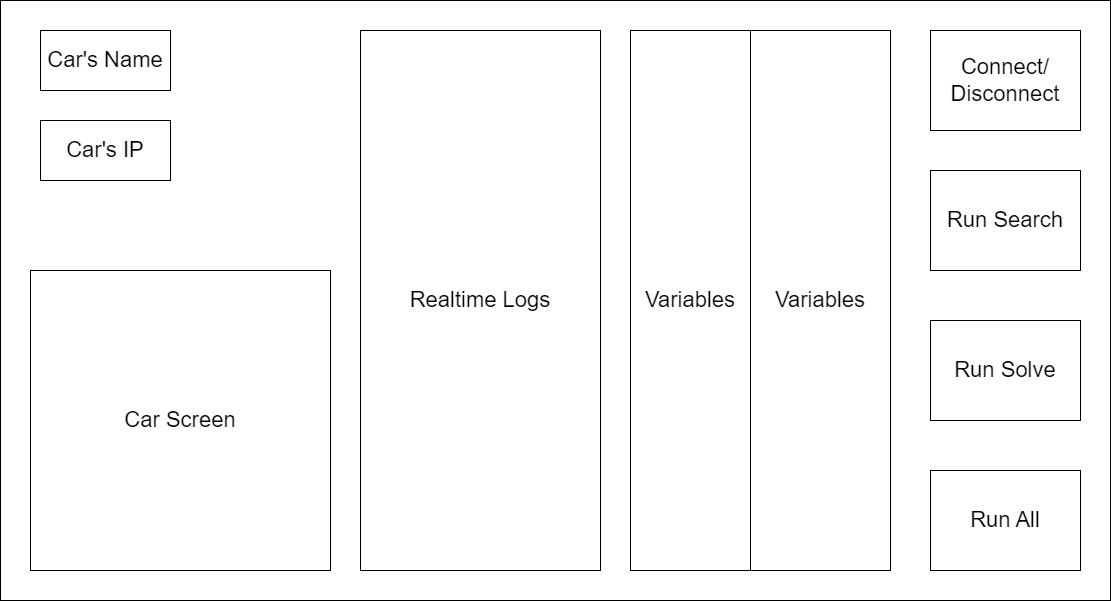 Car's Name
Car's IP
Car Screen
Realtime Logs
Variables
Variables
Connect/
Disconnect
Run Search
Run Solve
Run All